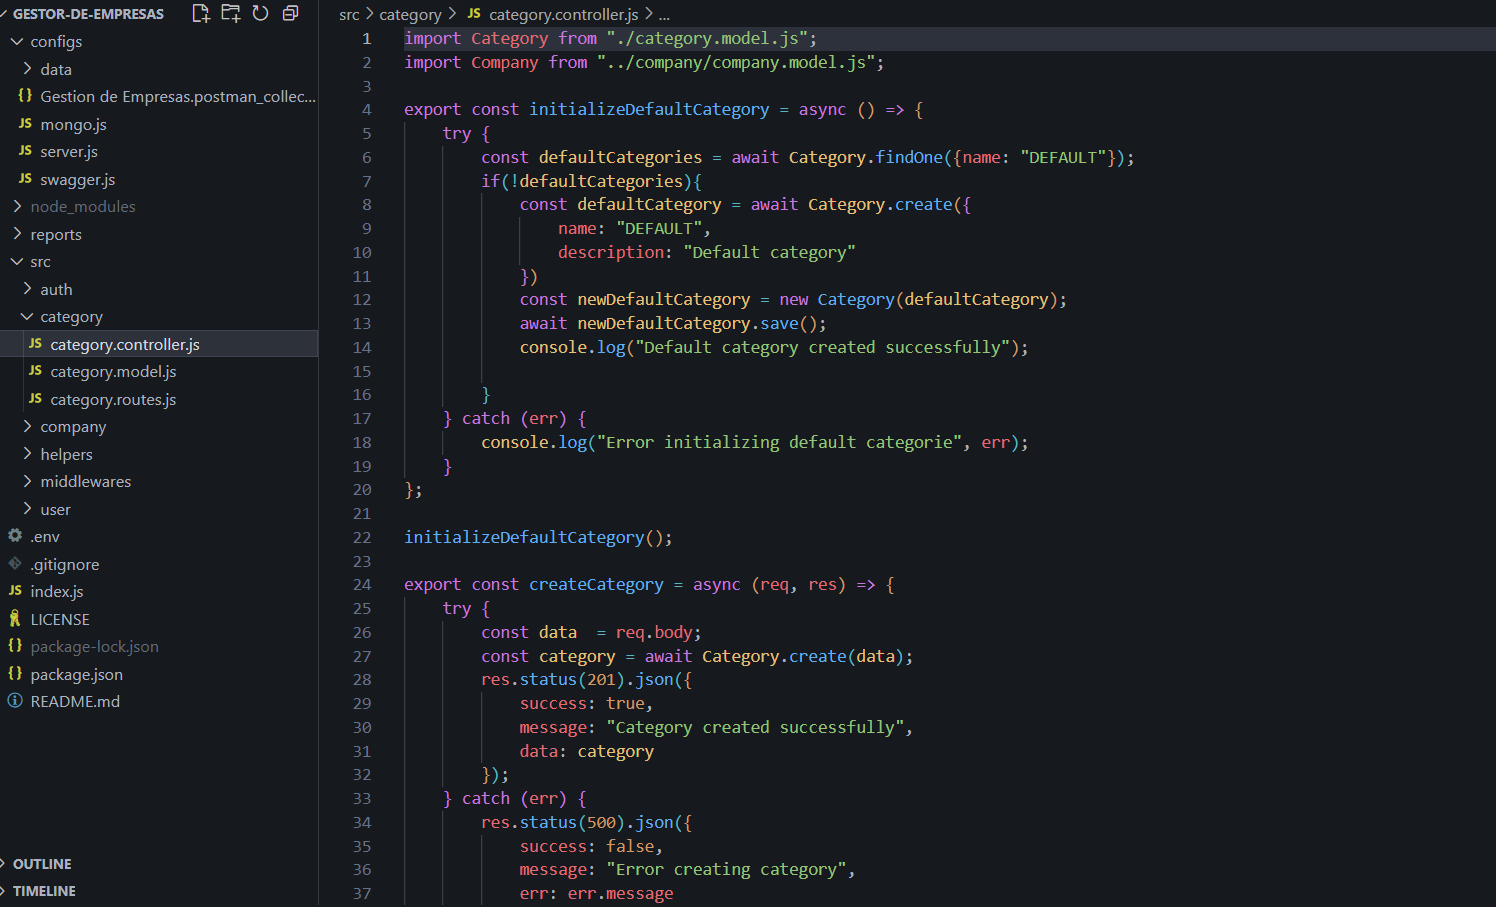 GESTOR-DE-EMPRESAS
configs
data
{} Gestion de Empresas.postman_collec...
JS mongo.js
JS server.js
JS swagger.js
node_modules
reports
src
auth
category
JS category.controller.js
JS category.model.js
JS category.routes.js
company
helpers
middlewares
user
.env
.gitignore
JS index.js
LICENSE
{} package-lock.json
{} package.json
README.md
OUTLINE
TIMELINE
src > category > JS category.controller.js > ...
1 import Category from "./category.model.js";
2 import Company from "../company/company.model.js";
3
4 export const initializeDefaultCategory = async () => {
5 try {
6 const defaultCategories = await Category.findOne({name: "DEFAULT"});
7 if(!defaultCategories){
8 const defaultCategory = await Category.create({
9 name: "DEFAULT",
10 description: "Default category"
11 })
12 const newDefaultCategory = new Category(defaultCategory);
13 await newDefaultCategory.save();
14 console.log("Default category created successfully");
15
16 }
17 } catch (err) {
18 console.log("Error initializing default categorie", err);
19 }
20 };
21
22 initializeDefaultCategory();
23
24 export const createCategory = async (req, res) => {
25 try {
26 const data  = req.body;
27 const category = await Category.create(data);
28 res.status(201).json({
29 success: true,
30 message: "Category created successfully",
31 data: category
32 });
33 } catch (err) {
34 res.status(500).json({
35 success: false,
36 message: "Error creating category",
37 err: err.message